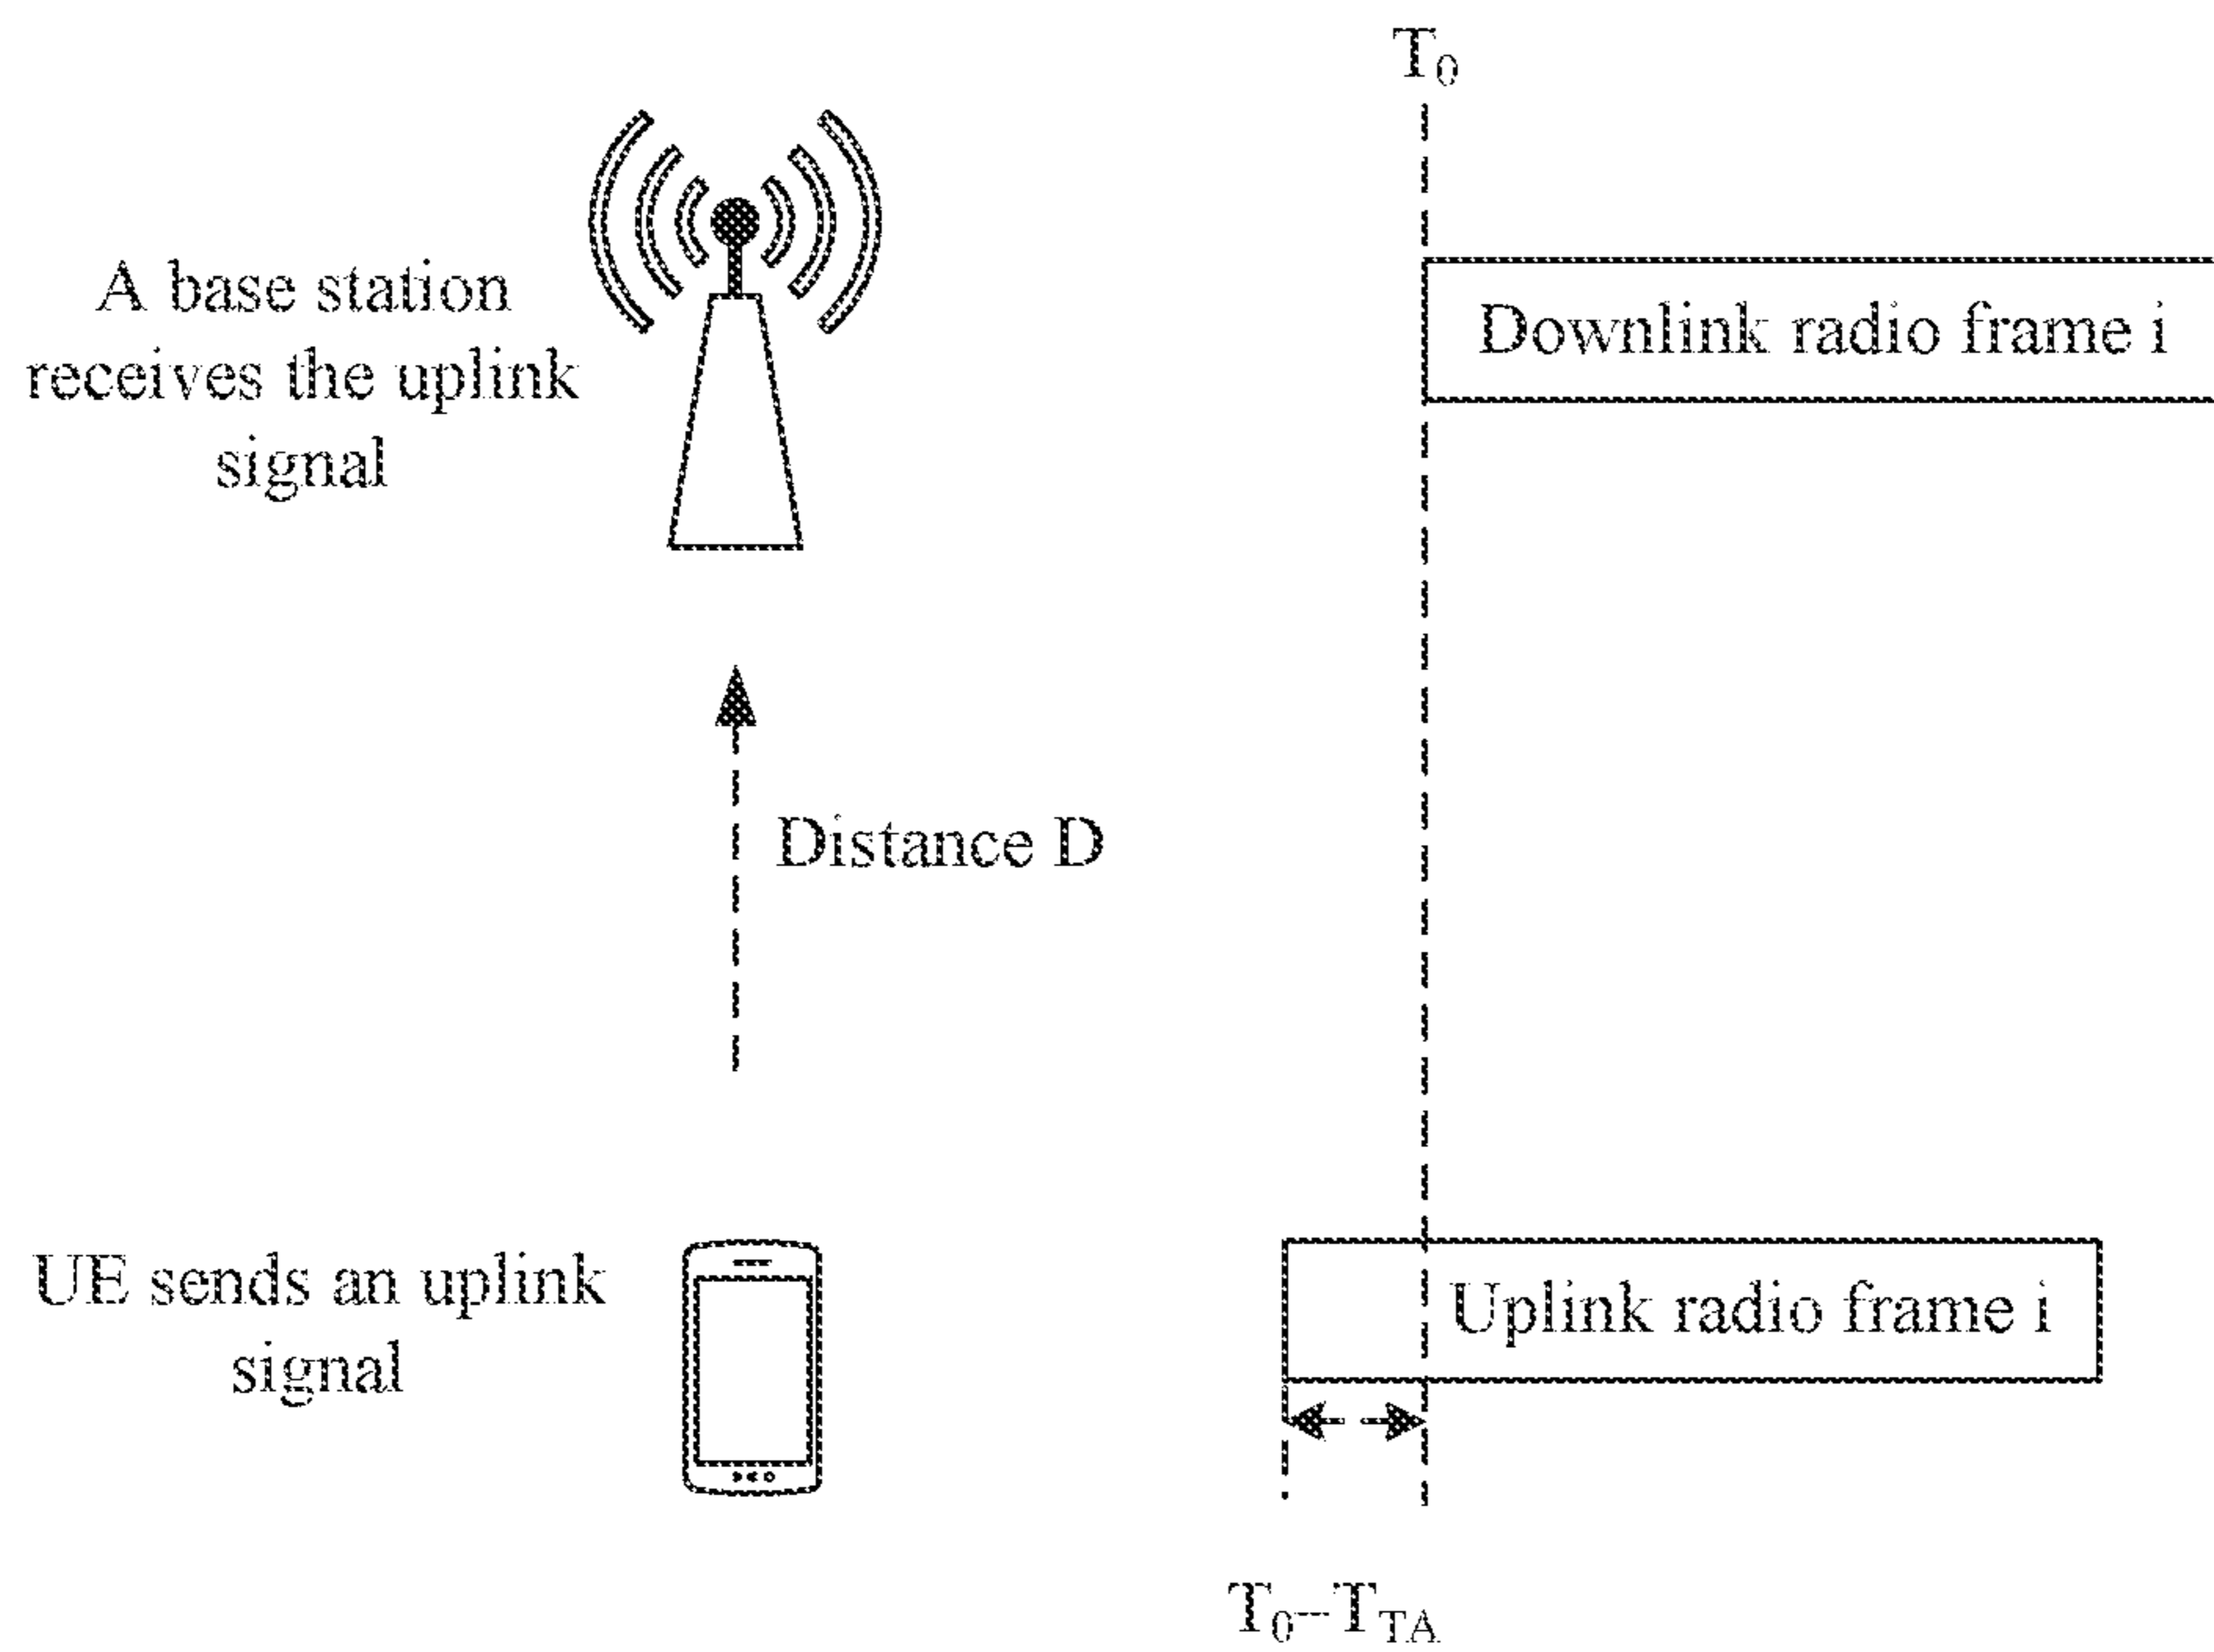 T₀
A base station
receives the uplink
signal
Downlink radio frame i
Distance D
UE sends an uplink
signal
Uplink radio frame i
T₀–T_TA